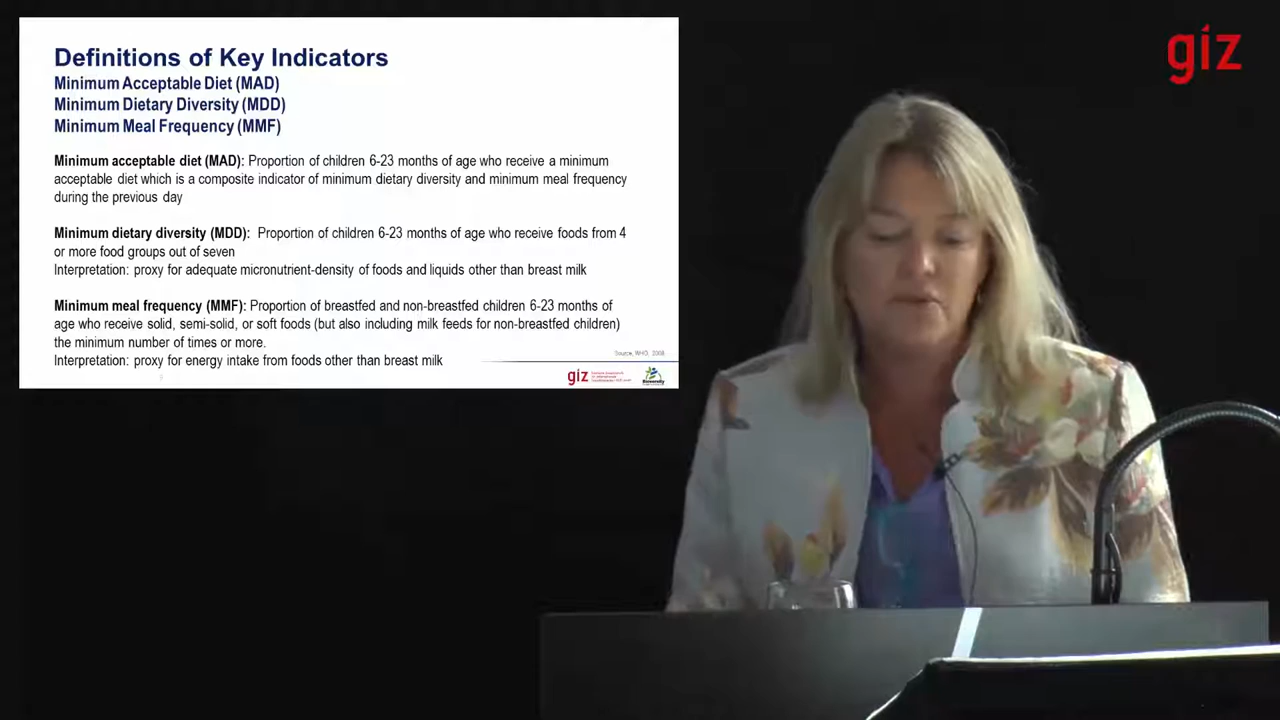 Definitions of Key Indicators
Minimum Acceptable Diet (MAD)
Minimum Dietary Diversity (MDD)
Minimum Meal Frequency (MMF)
Minimum acceptable diet (MAD): Proportion of children 6-23 months of age who receive a minimum
acceptable diet which is a composite indicator of minimum dietary diversity and minimum meal frequency
during the previous day
Minimum dietary diversity (MDD): Proportion of children 6-23 months of age who receive foods from 4
or more food groups out of seven
Interpretation: proxy for adequate micronutrient-density of foods and liquids other than breast milk
Minimum meal frequency (MMF): Proportion of breastfed and non-breastfed children 6-23 months of
age who receive solid, semi-solid, or soft foods (but also including milk feeds for non-breastfed children)
the minimum number of times or more.
Interpretation: proxy for energy intake from foods other than breast milk
Source, WHO, 2008
giz
giz